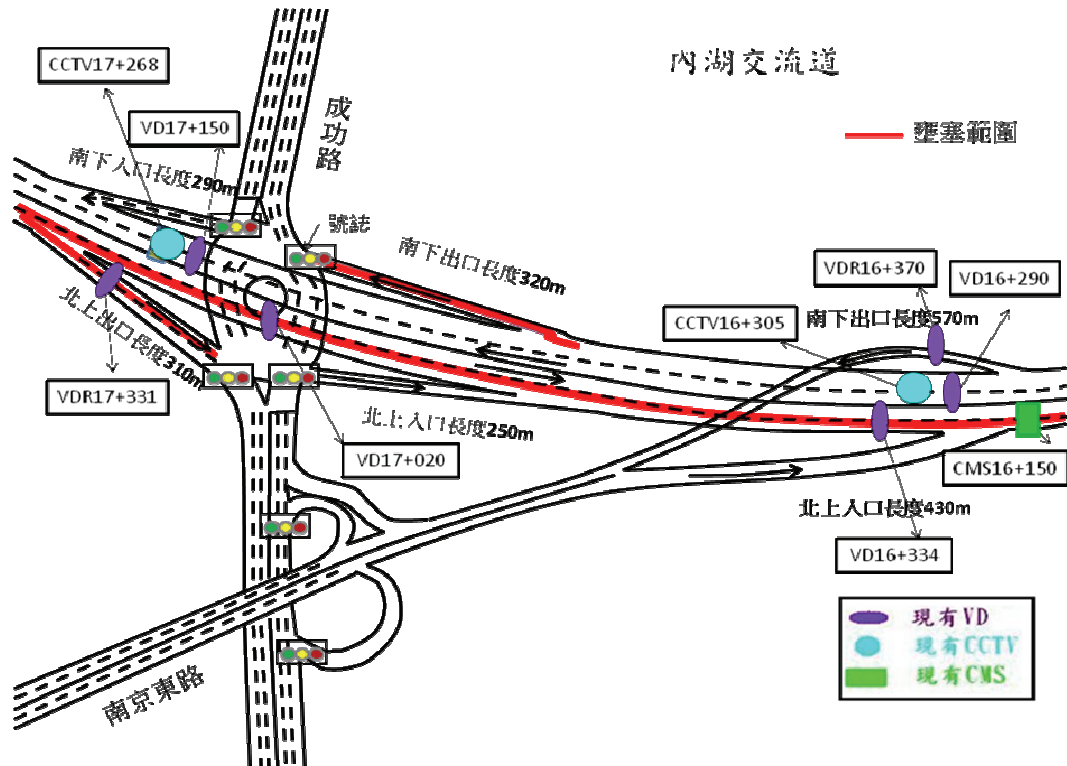 內湖交流道
壅塞範圍
CCTV17+268
VD17+150
成功路
南下入口長度290m
號誌
南下出口長度320m
VDR16+370
VD16+290
CCTV16+305
南下出口長度570m
北上出口長度310m
VDR17+331
北上入口長度250m
VD17+020
CMS16+150
北上入口長度430m
VD16+334
南京東路
現有VD
現有CCTV
現有CMS